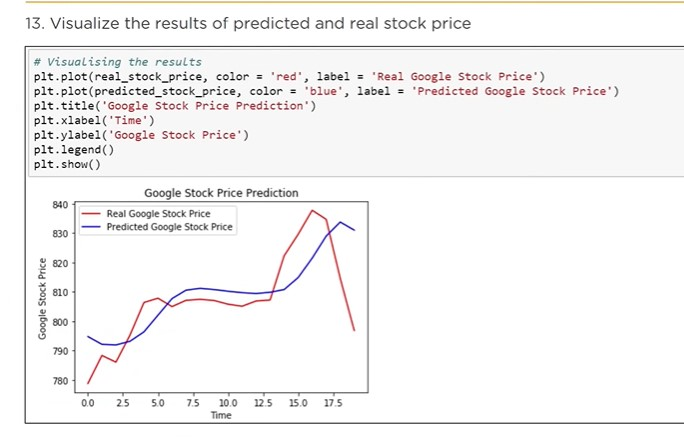 13. Visualize the results of predicted and real stock price
# Visualising the results
plt.plot(real_stock_price, color = 'red', label = 'Real Google Stock Price')
plt.plot(predicted_stock_price, color = 'blue', label = 'Predicted Google Stock Price')
plt.title('Google Stock Price Prediction')
plt.xlabel('Time')
plt.ylabel('Google Stock Price')
plt.legend()
plt.show()
Google Stock Price Prediction
Real Google Stock Price
Predicted Google Stock Price
Google Stock Price
840
830
820
810
800
790
780
0.0 2.5 5.0 7.5 10.0 12.5 15.0 17.5
Time